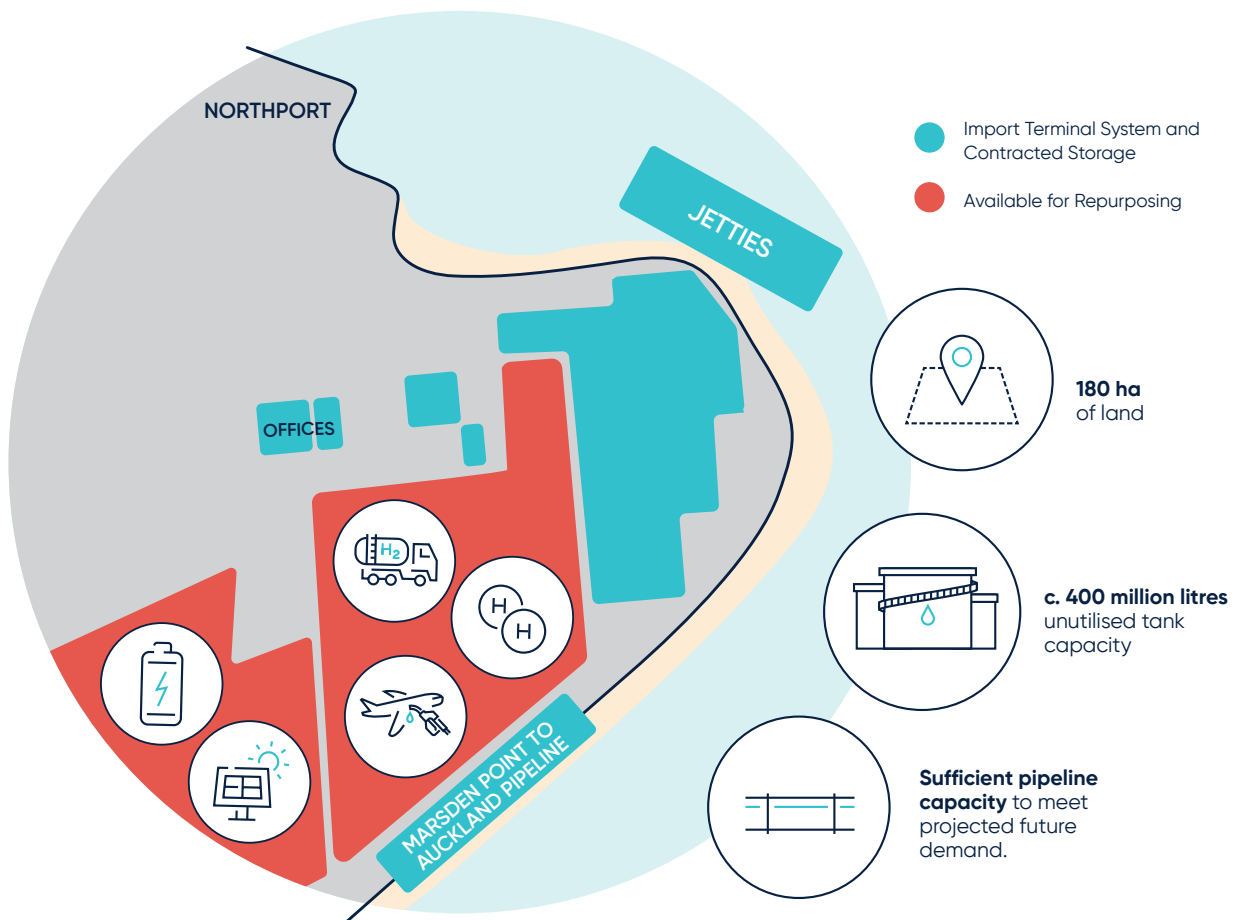 NORTHPORT
Import Terminal System and
Contracted Storage
Available for Repurposing
JETTIES
180 ha
of land
OFFICES
H₂
H
H
c. 400 million litres
unutilised tank
capacity
MARSDEN POINT TO
AUCKLAND PIPELINE
Sufficient pipeline
capacity to meet
projected future
demand.